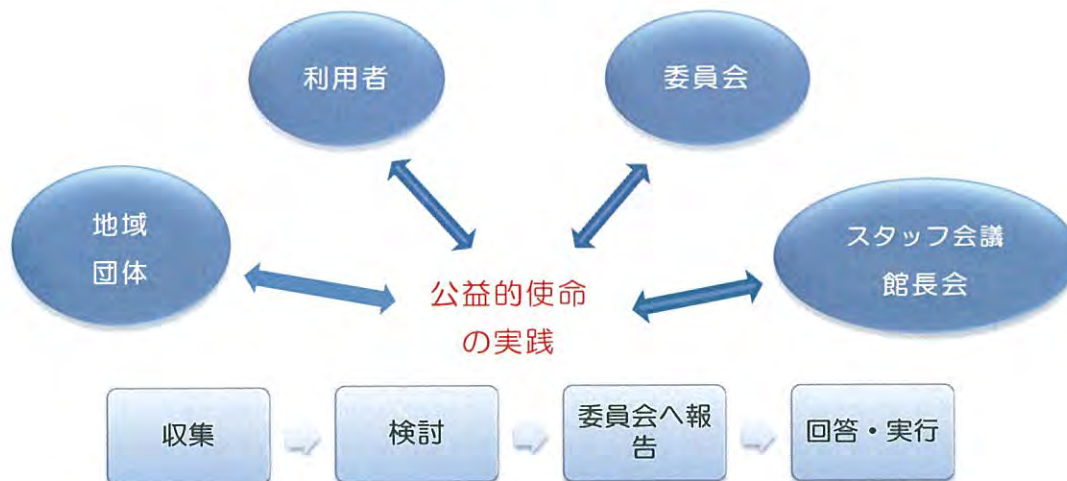 利用者
委員会
地域
団体
スタッフ会議
館長会
公益的使命
の実践
収集
検討
委員会へ報
告
回答・実行